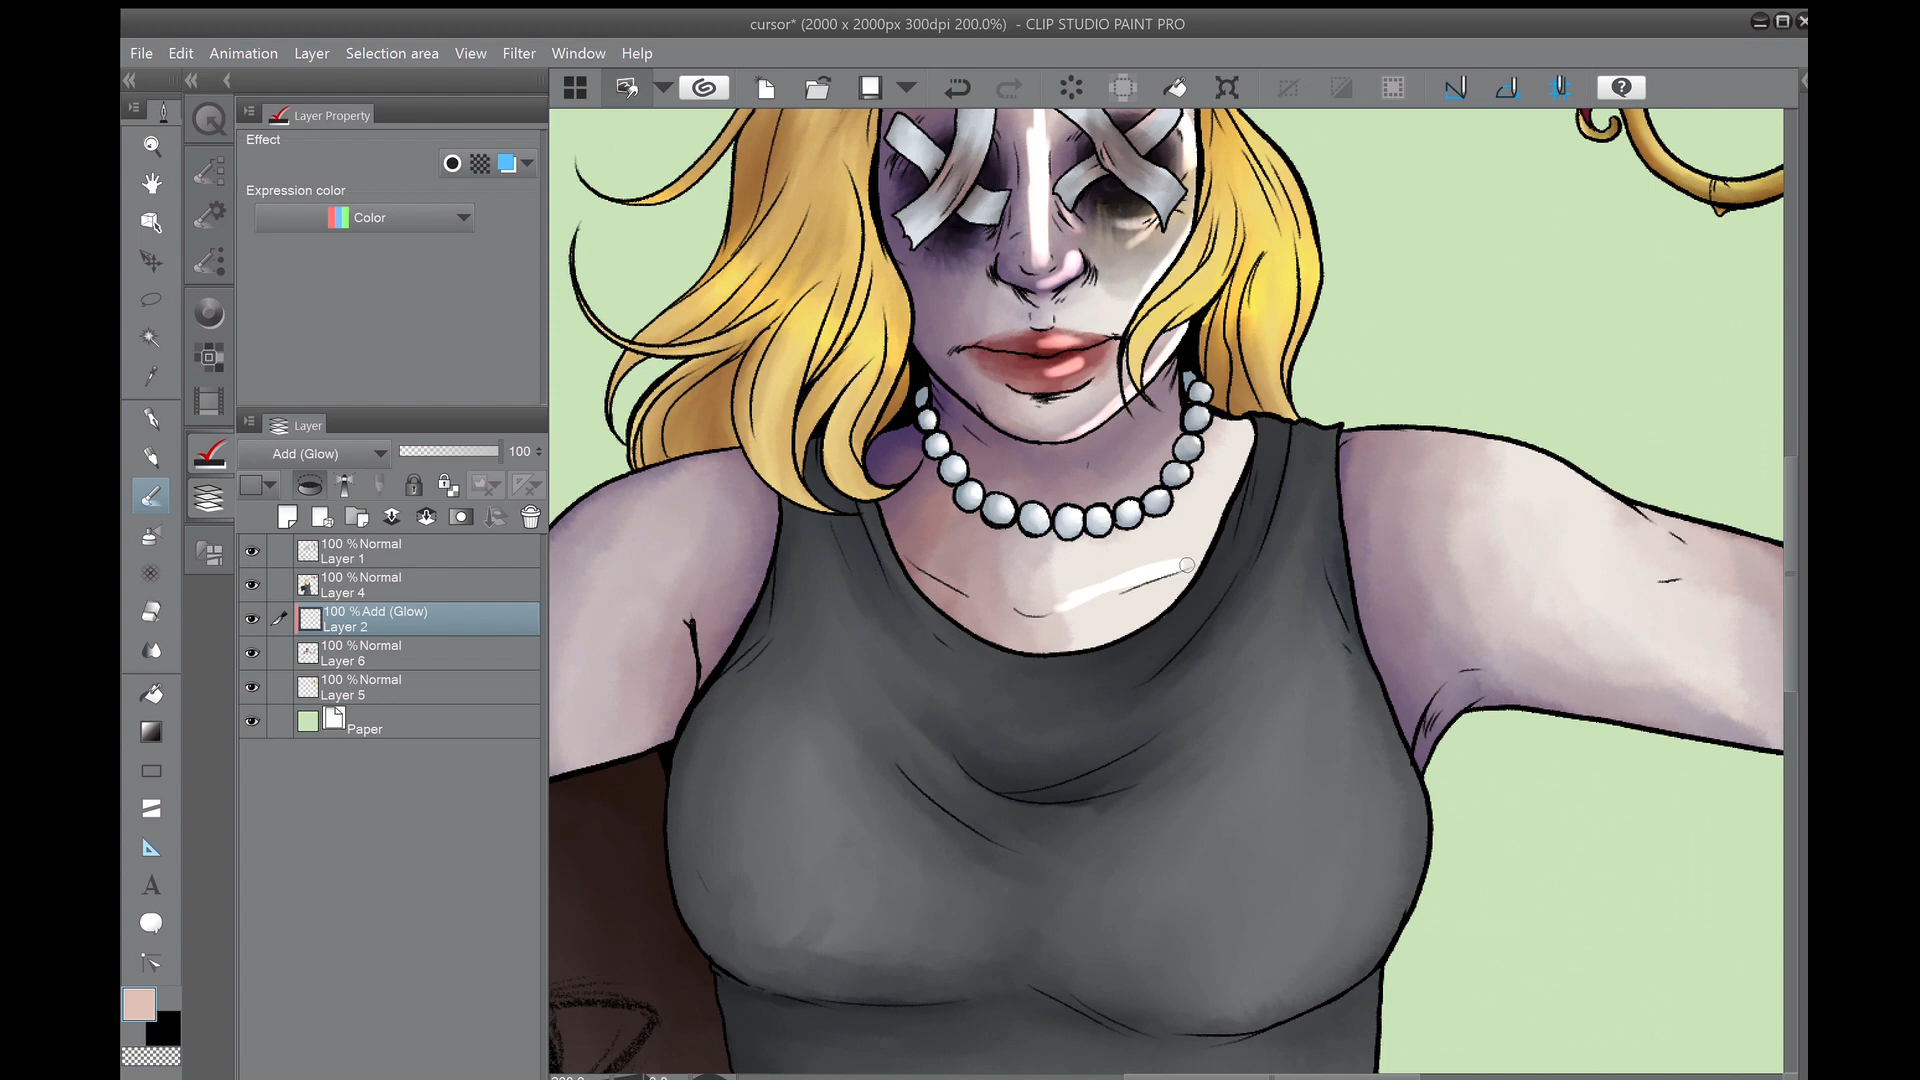 cursor* (2000 x 2000px 300dpi 200.0%) - CLIP STUDIO PAINT PRO
File Edit Animation Layer Selection area View Filter Window Help
Layer Property
Effect
Expression color
Color
Layer
Add (Glow) 100
100 % Normal
Layer 1
100 % Normal
Layer 4
100 % Add (Glow)
Layer 2
100 % Normal
Layer 6
100 % Normal
Layer 5
Paper